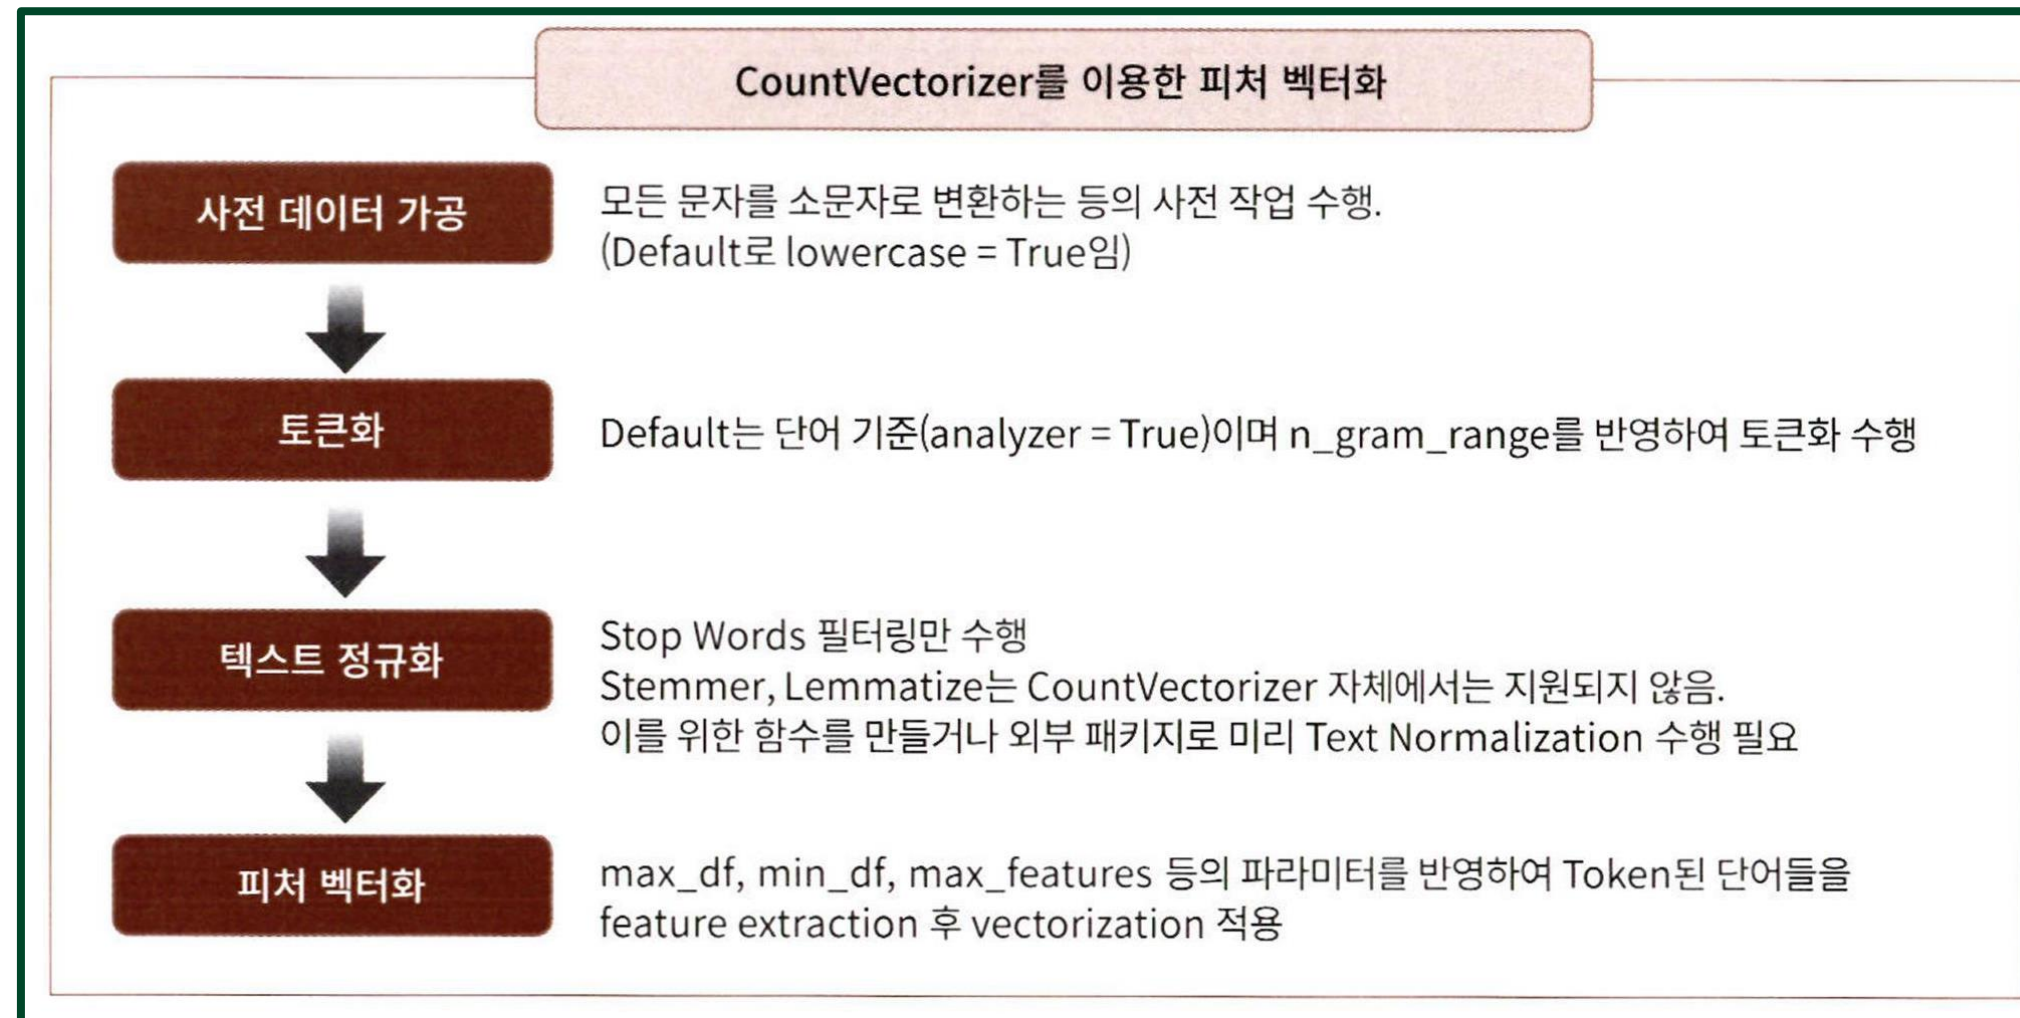 CountVectorizer를 이용한 피처 벡터화
사전 데이터 가공
모든 문자를 소문자로 변환하는 등의 사전 작업 수행.
(Default로 lowercase = True임)
토큰화
Default는 단어 기준(analyzer = True)이며 n_gram_range를 반영하여 토큰화 수행
텍스트 정규화
Stop Words 필터링만 수행
Stemmer, Lemmatize는 CountVectorizer 자체에서는 지원되지 않음.
이를 위한 함수를 만들거나 외부 패키지로 미리 Text Normalization 수행 필요
피처 벡터화
max_df, min_df, max_features 등의 파라미터를 반영하여 Token된 단어들을
feature extraction 후 vectorization 적용